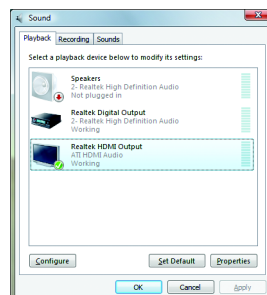 Sound
Playback Recording Sounds
Select a playback device below to modify its settings:
Speakers
2- Realtek High Definition Audio
Not plugged in
Realtek Digital Output
2- Realtek High Definition Audio
Working
Realtek HDMI Output
ATI HDMI Audio
Working
Configure Set Default Properties
OK Cancel Apply